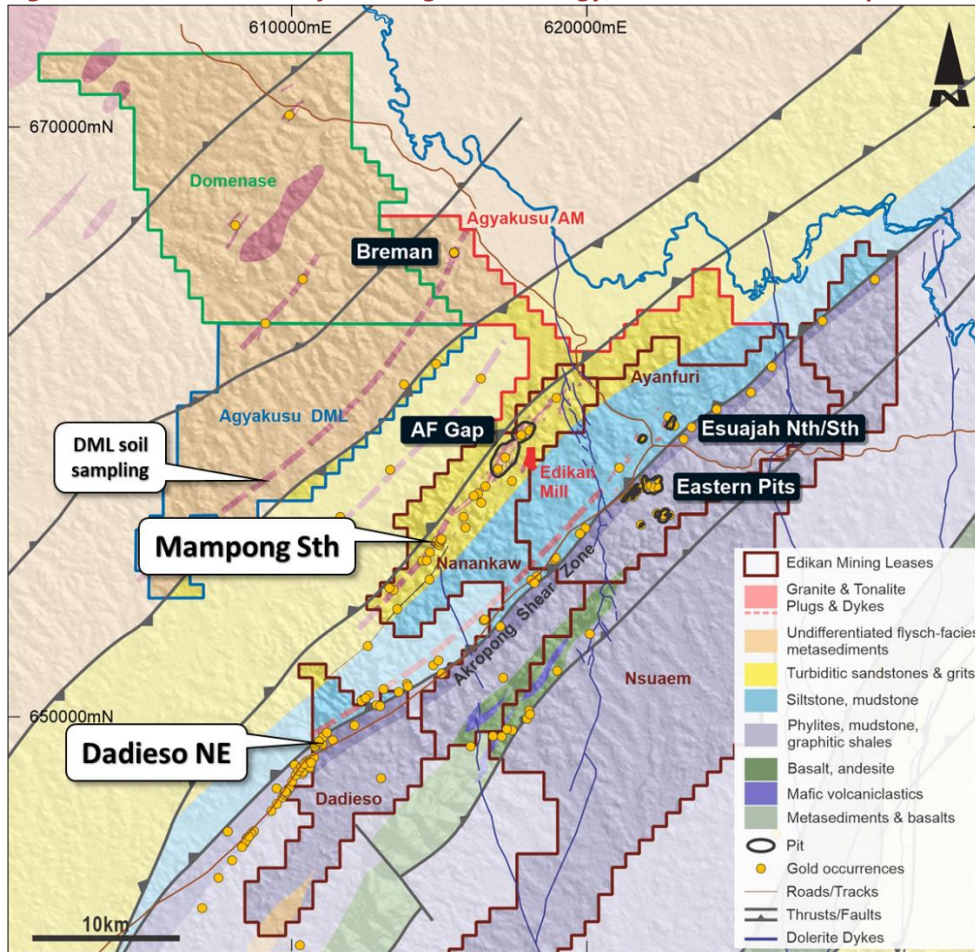 610000mE
620000mE
670000mN
Domenase
Agyakusu AM
Breman
Ayanfuri
Agyakusu DML
AF Gap
Esuajah Nth/Sth
DML soil
sampling
Edikan
Mill
Eastern Pits
Mampong Sth
Nanankaw
Akropong Shear Zone
Nsuaem
650000mN
Dadieso NE
Dadieso
10km
Edikan Mining Leases
Granite & Tonalite
Plugs & Dykes
Undifferentiated flysch-facies
metasediments
Turbiditic sandstones & grits
Siltstone, mudstone
Phylites, mudstone,
graphitic shales
Basalt, andesite
Mafic volcaniclastics
Metasediments & basalts
Pit
Gold occurrences
Roads/Tracks
Thrusts/Faults
Dolerite Dykes